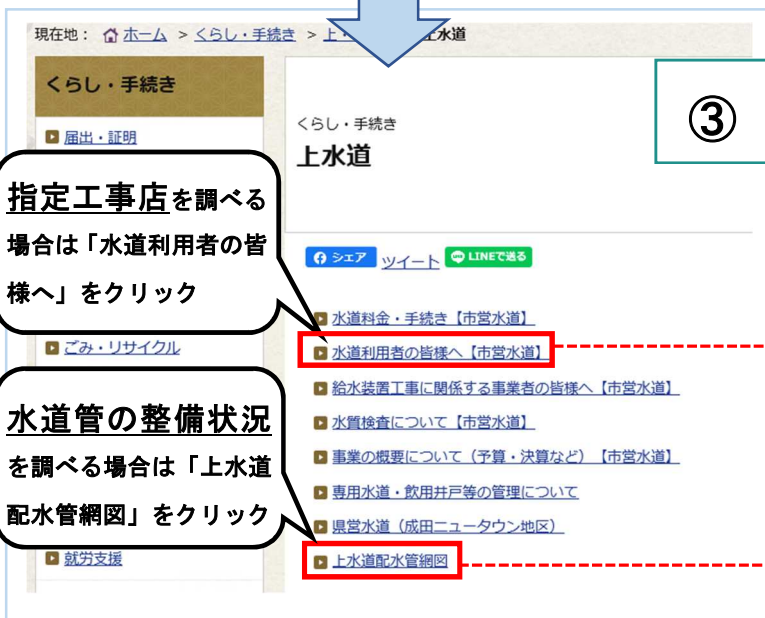 現在地： ホーム > くらし・手続き > 上・ 上水道
くらし・手続き
届出・証明
③
くらし・手続き
上水道
指定工事店を調べる
場合は「水道利用者の皆
様へ」をクリック
シェア ツイート LINEで送る
水道料金・手続き【市営水道】
水道利用者の皆様へ【市営水道】
ごみ・リサイクル
給水装置工事に関係する事業者の皆様へ【市営水道】
水質検査について【市営水道】
事業の概要について（予算・決算など）【市営水道】
専用水道・飲用井戸等の管理について
県営水道（成田ニュータウン地区）
上水道配水管網図
水道管の整備状況
を調べる場合は「上水道
配水管網図」をクリック
就労支援